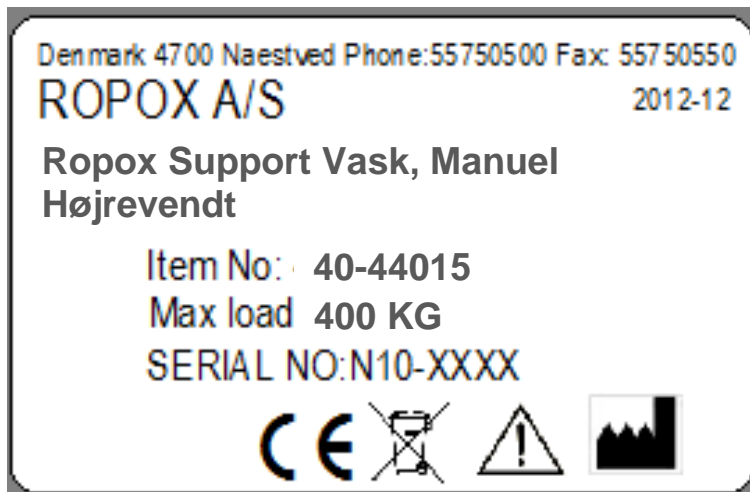 Denmark 4700 Naestved Phone:55750500 Fax: 55750550
ROPOX A/S 2012-12
Ropox Support Vask, Manuel
Højrevendt
Item No: 40-44015
Max load 400 KG
SERIAL NO:N10-XXXX
CE